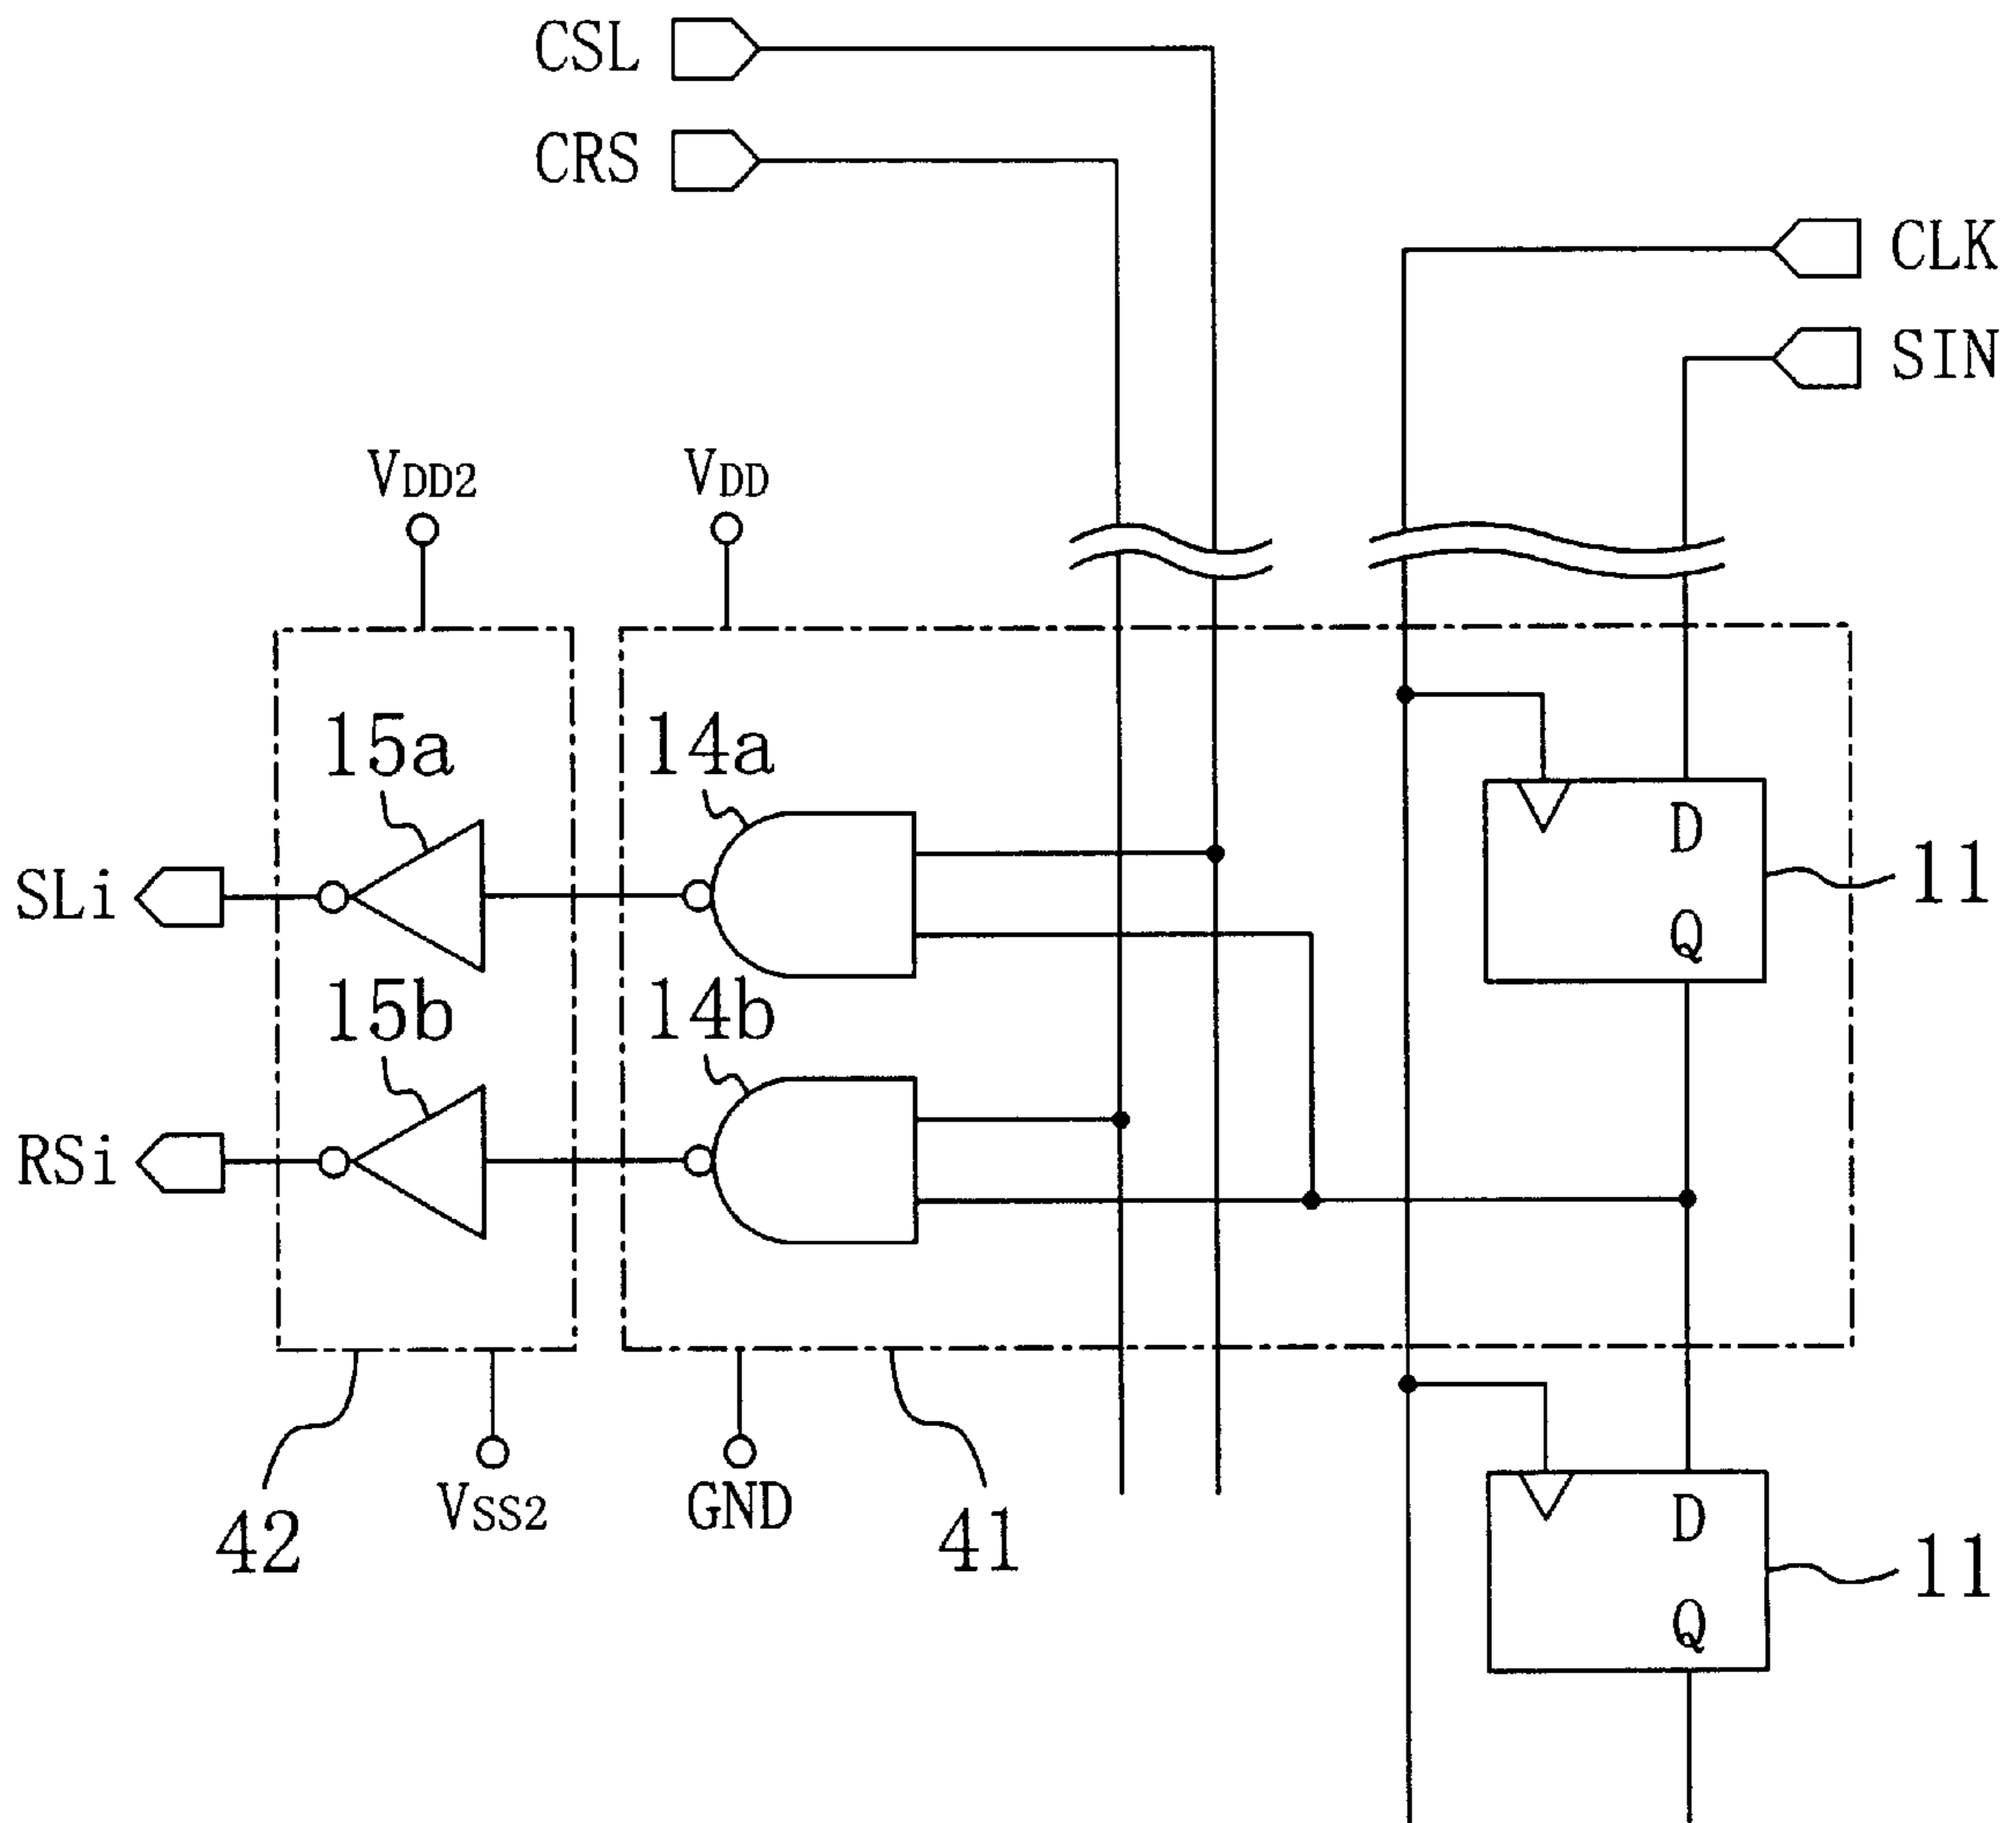 CSL
CRS
CLK
SIN
VDD2
VDD
15a
14a
D
11
SLi
Q
15b
14b
RSi
VSS2
GND
42
41
D
11
Q